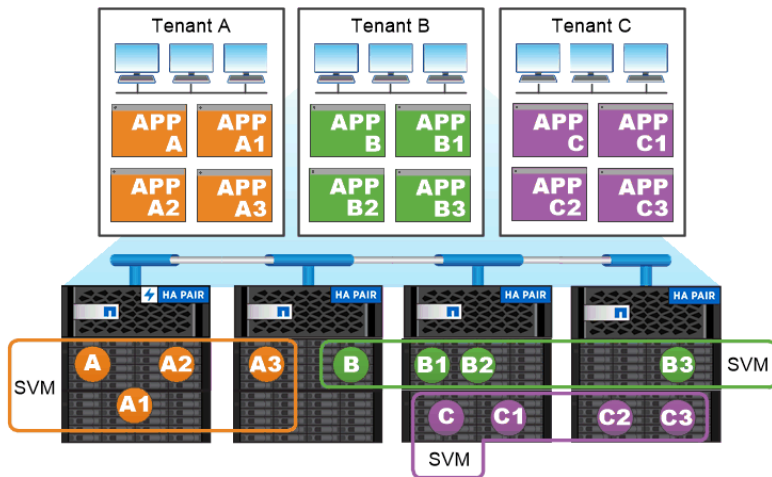 Tenant A
Tenant B
Tenant C
APP A
APP A1
APP B
APP B1
APP C
APP C1
APP A2
APP A3
APP B2
APP B3
APP C2
APP C3
HA PAIR
HA PAIR
HA PAIR
HA PAIR
SVM
A
A2
A3
B
B1
B2
B3
SVM
A1
C
C1
C2
C3
SVM